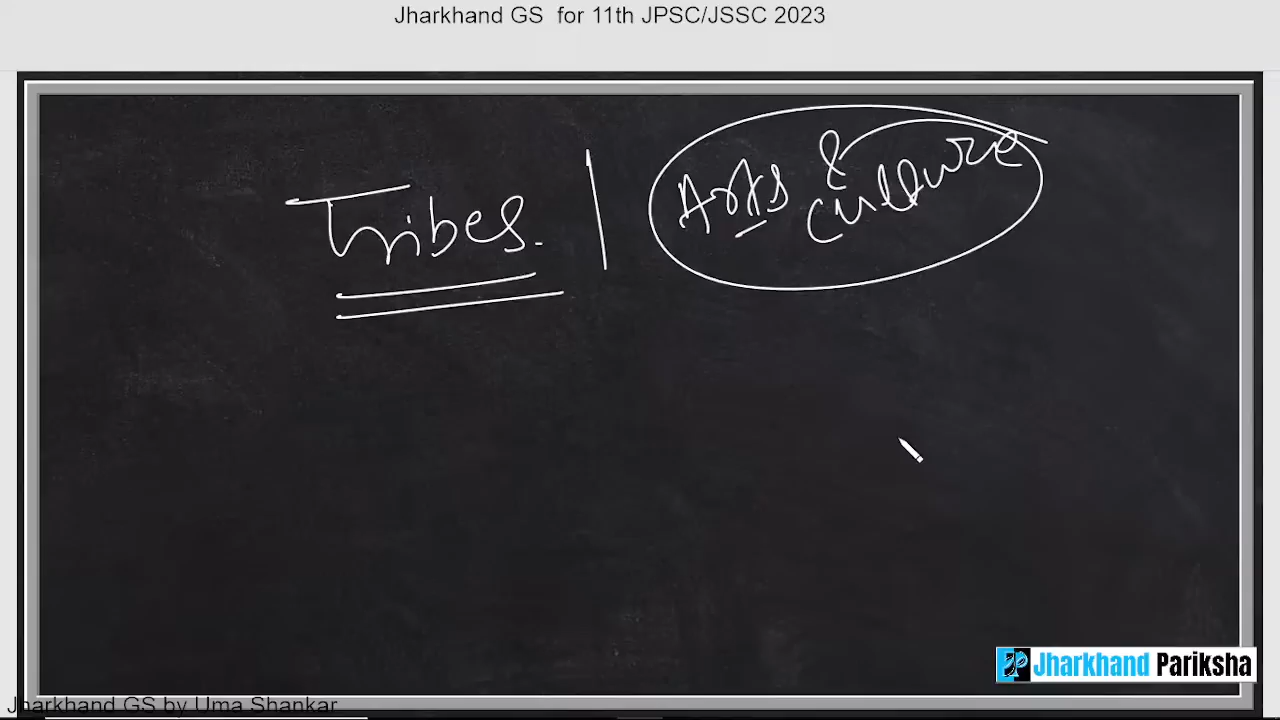 Jharkhand GS for 11th JPSC/JSSC 2023
Tribes. | Arts & culture
Jharkhand Pariksha
Jharkhand GS by Uma Shankar